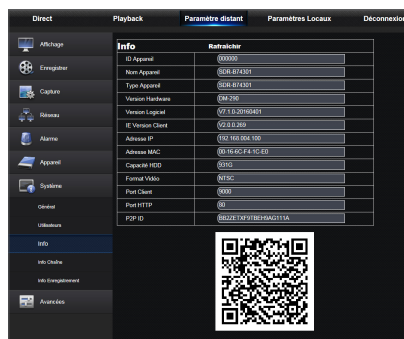 Direct Playback Paramètre distant Paramètres Locaux Déconnexion
Affichage
Enregistrer
Capture
Réseau
Alarme
Appareil
Système
Général
Utilisateurs
Info
Info Chaîne
Info Enregistrement
Avancées
Info Rafraîchir
ID Appareil 000000
Nom Appareil SDR-B74301
Type Appareil SDR-B74301
Version Hardware DM-290
Version Logiciel V7.1.0-20160401
IE Version Client V2.0.0.269
Adresse IP 192.168.004.100
Adresse MAC 00-16-6C-F4-1C-E0
Capacité HDD 931G
Format Vidéo NTSC
Port Client 9000
Port HTTP 80
P2P ID